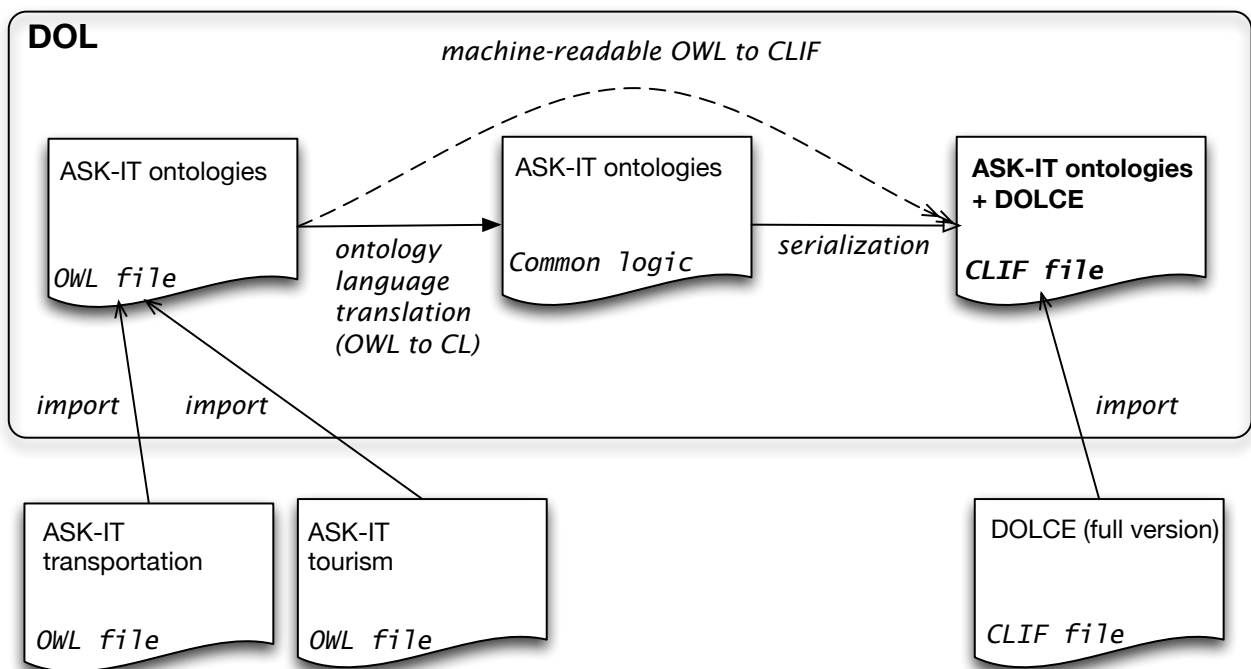 DOL
machine-readable OWL to CLIF
ASK-IT ontologies
OWL file
ontology
language
translation
(OWL to CL)
ASK-IT ontologies
Common logic
serialization
ASK-IT ontologies
+ DOLCE
CLIF file
import
import
import
ASK-IT
transportation
OWL file
ASK-IT
tourism
OWL file
DOLCE (full version)
CLIF file